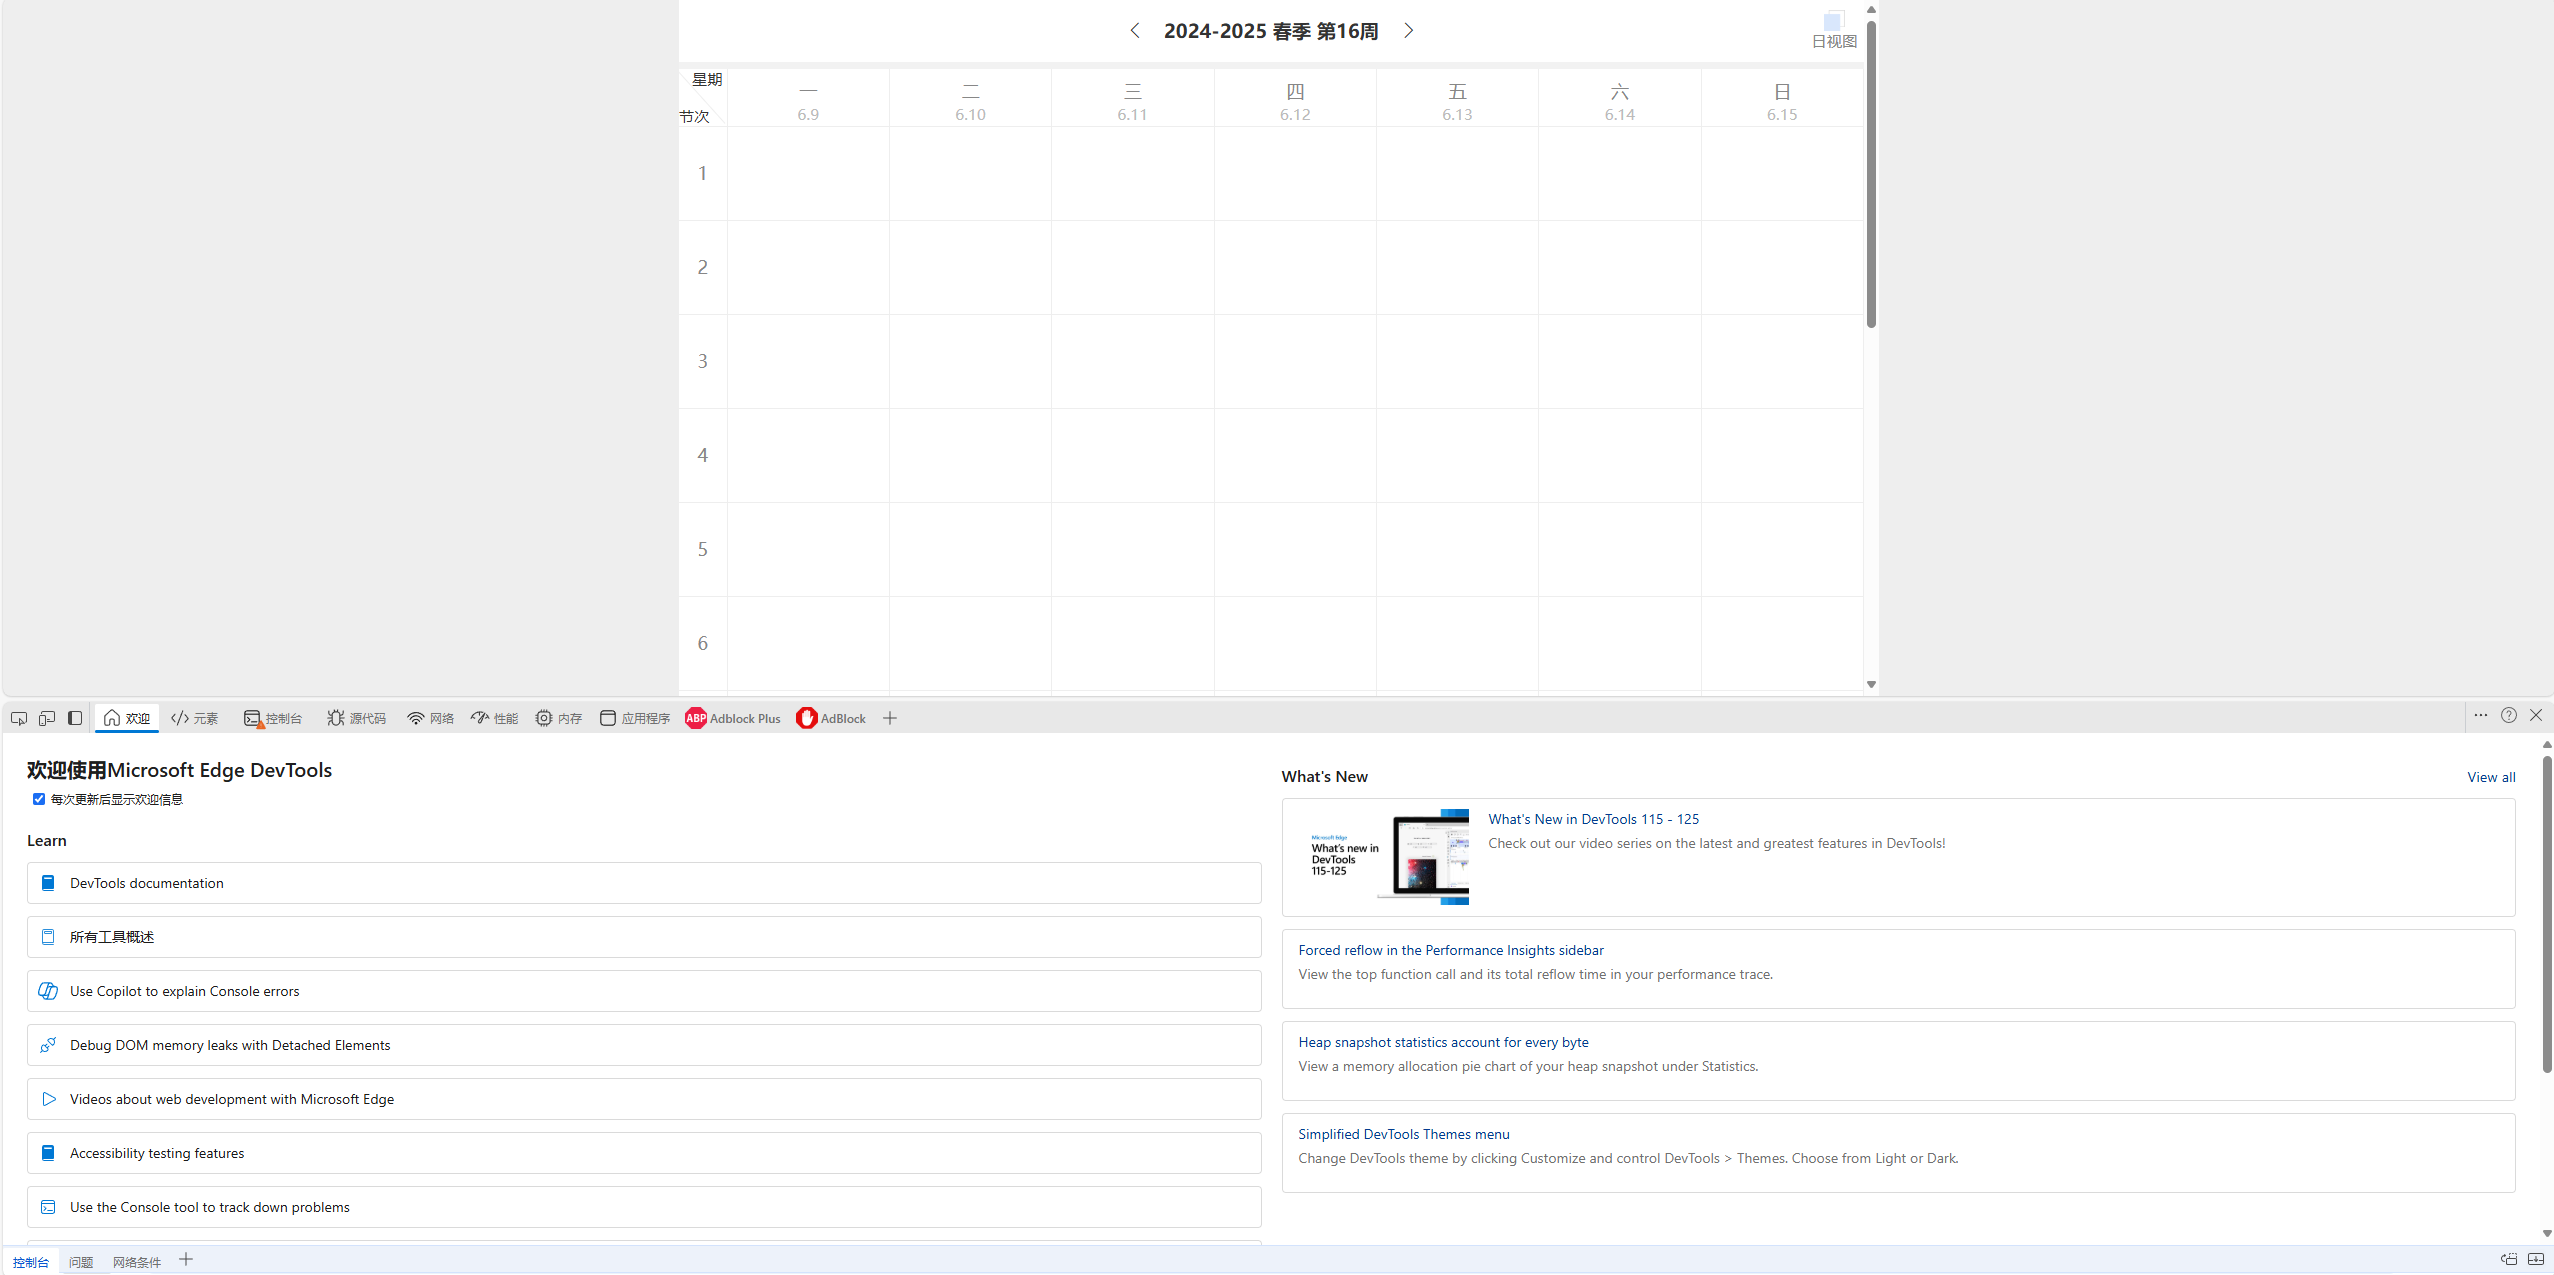 2024-2025 春季 第16周
日视图
星期
节次
一 二 三 四 五 六 日
6.9 6.10 6.11 6.12 6.13 6.14 6.15
1
2
3
4
5
6
欢迎 元素 控制台 源代码 网络 性能 内存 应用程序 ABP Adblock Plus AdBlock
欢迎使用Microsoft Edge DevTools
每次更新后显示欢迎信息
Learn
DevTools documentation
所有工具概述
Use Copilot to explain Console errors
Debug DOM memory leaks with Detached Elements
Videos about web development with Microsoft Edge
Accessibility testing features
Use the Console tool to track down problems
What's New
View all
Microsoft Edge
What's new in
DevTools
115-125
What's New in DevTools 115 - 125
Check out our video series on the latest and greatest features in DevTools!
Forced reflow in the Performance Insights sidebar
View the top function call and its total reflow time in your performance trace.
Heap snapshot statistics account for every byte
View a memory allocation pie chart of your heap snapshot under Statistics.
Simplified DevTools Themes menu
Change DevTools theme by clicking Customize and control DevTools > Themes. Choose from Light or Dark.
控制台 问题 网络条件